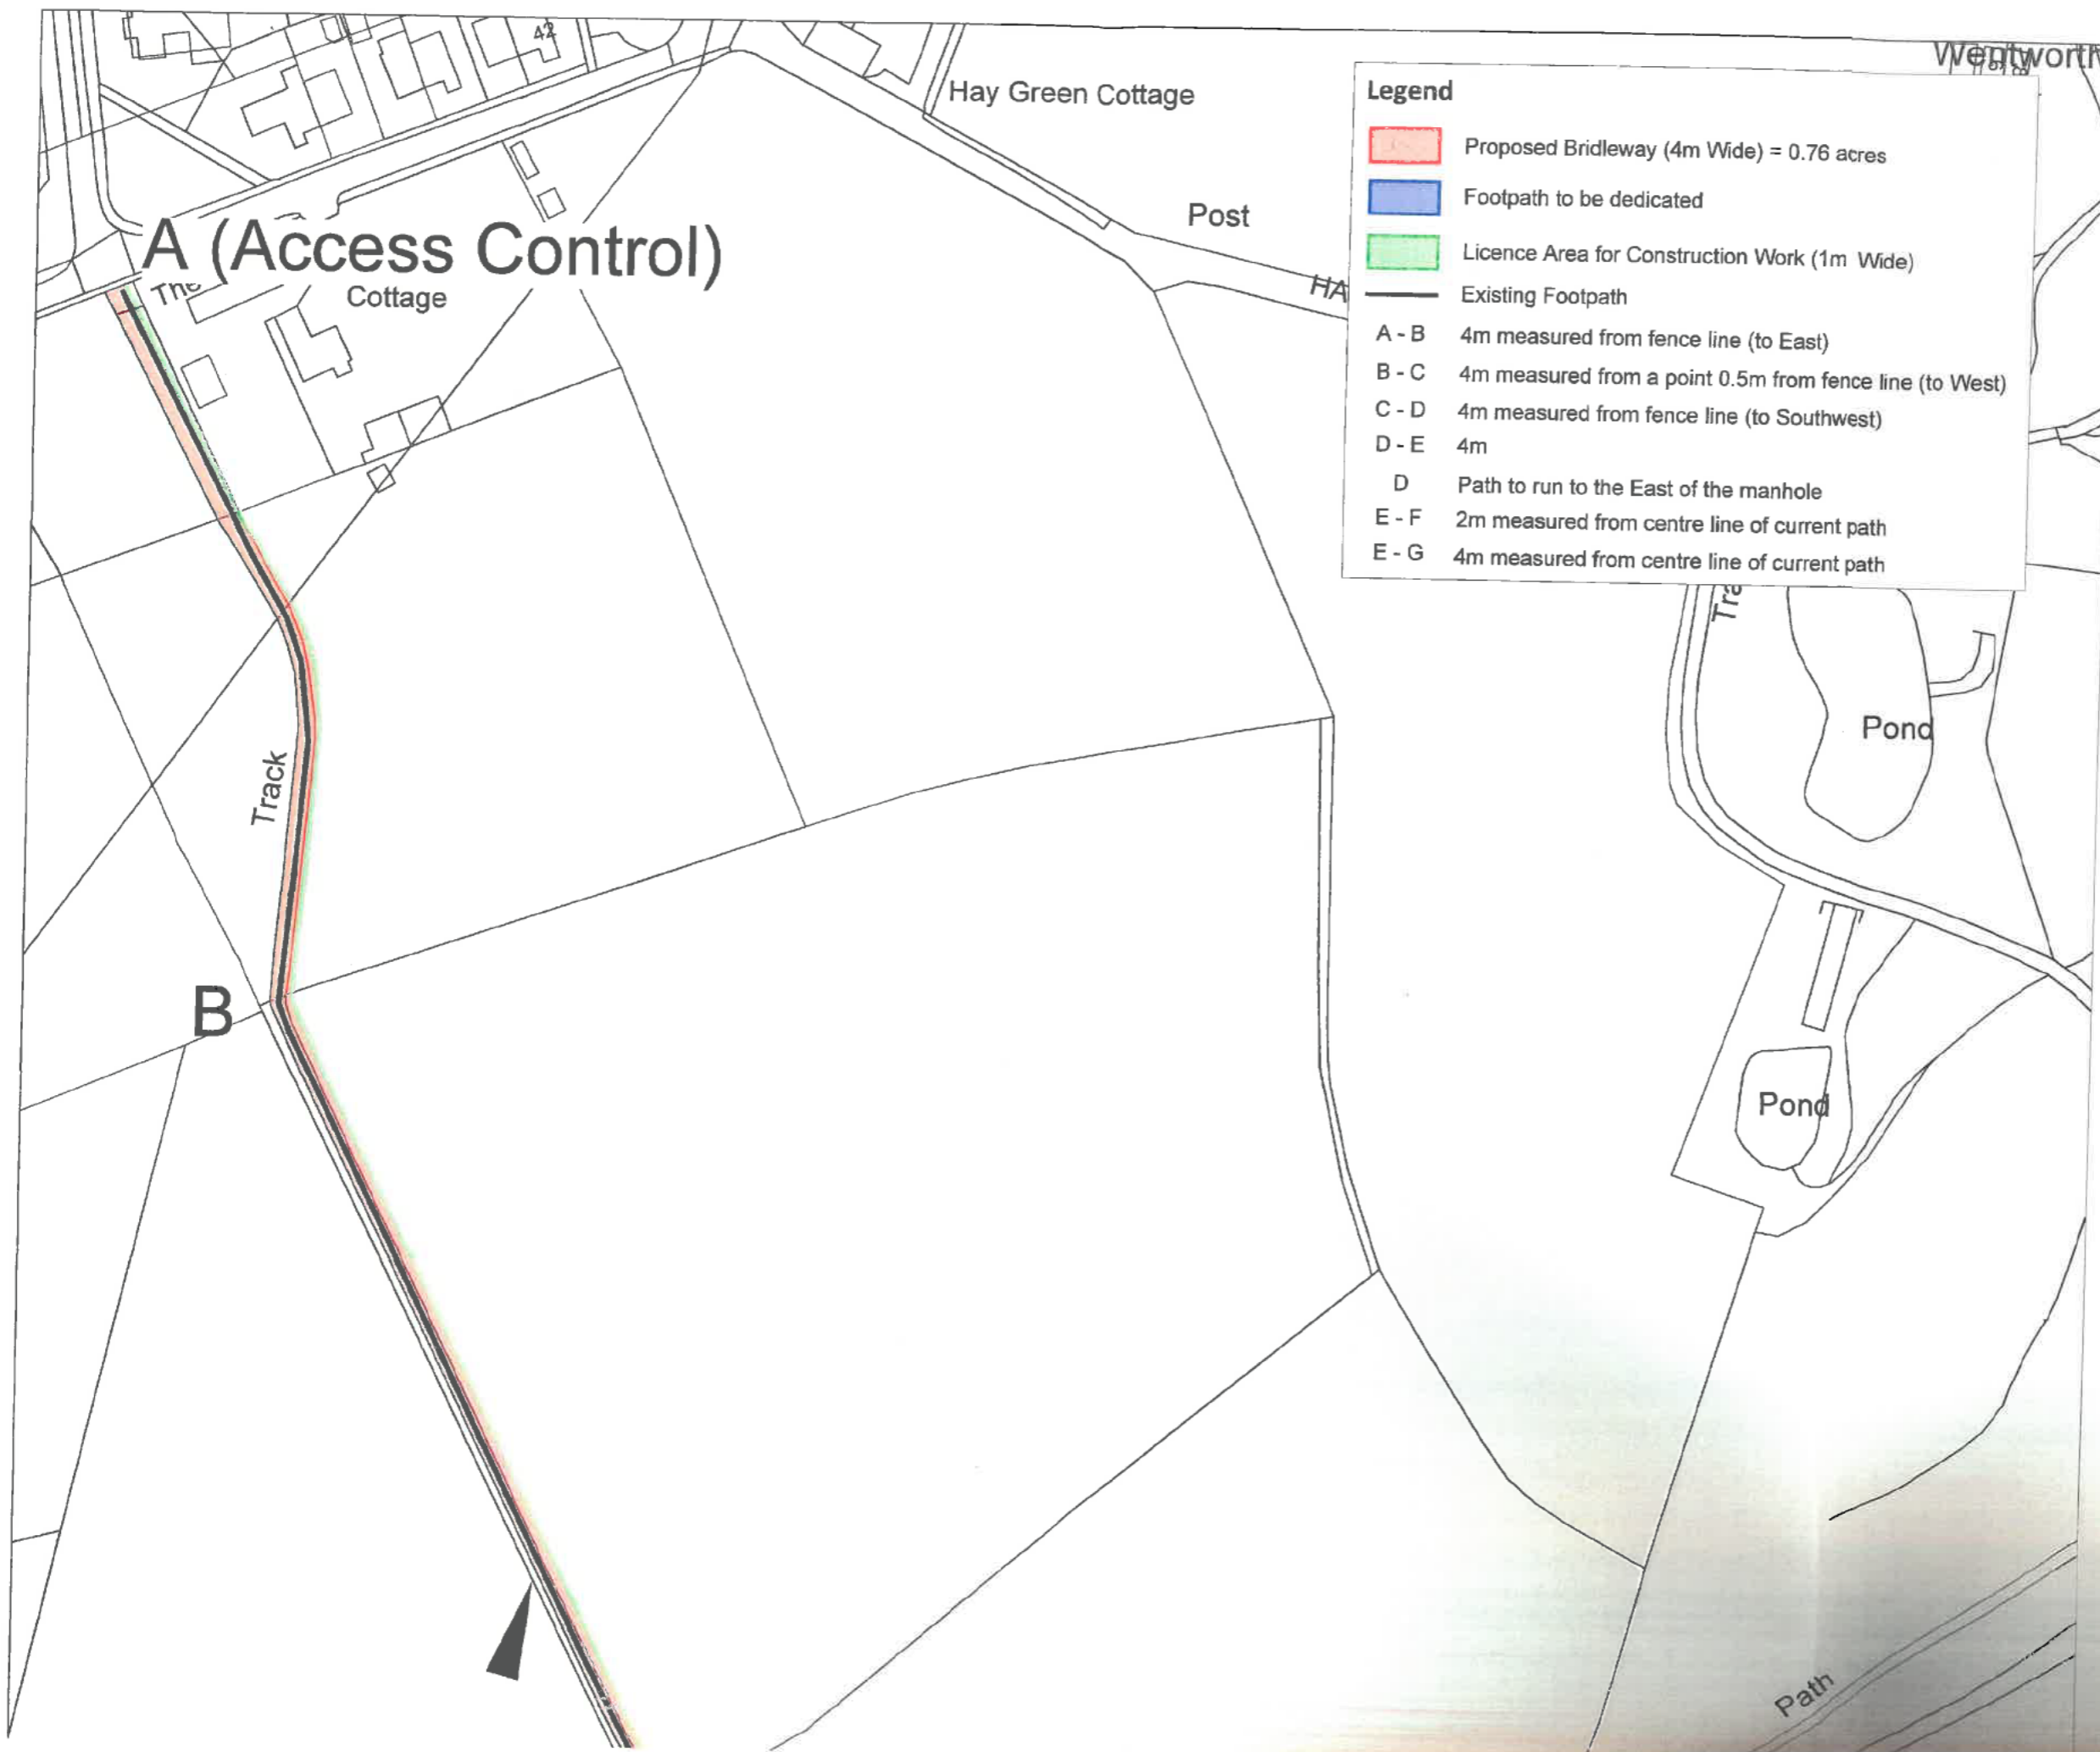 42
Wentworth
Hay Green Cottage
Post
HA
A (Access Control)
The
Cottage
Legend
Proposed Bridleway (4m Wide) = 0.76 acres
Footpath to be dedicated
Licence Area for Construction Work (1m Wide)
Existing Footpath
A - B 4m measured from fence line (to East)
B - C 4m measured from a point 0.5m from fence line (to West)
C - D 4m measured from fence line (to Southwest)
D - E 4m
D Path to run to the East of the manhole
E - F 2m measured from centre line of current path
E - G 4m measured from centre line of current path
Tra
Pond
Track
B
Pond
Path